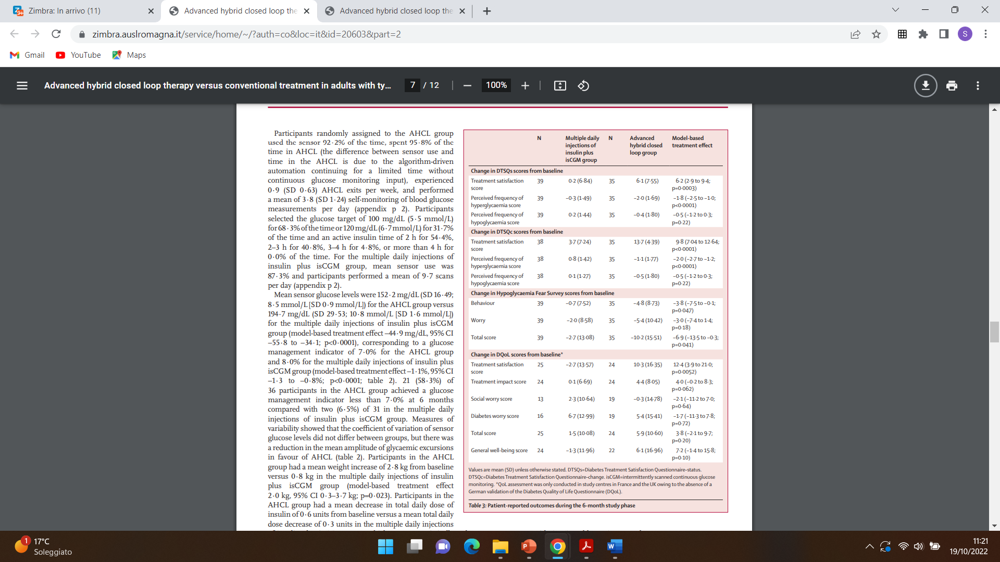 Zimbra: In arrivo (11)
Advanced hybrid closed loop the
Advanced hybrid closed loop the
zimbra.auslromagna.it/service/home/~/?auth=co&loc=it&id=20603&part=2
S
Gmail
YouTube
Maps
Advanced hybrid closed loop therapy versus conventional treatment in adults with ty...
7 / 12
100%
Participants randomly assigned to the AHCL group
used the sensor 92·2% of the time, spent 95·8% of the
time in AHCL (the difference between sensor use and
time in the AHCL is due to the algorithm-driven
automation continuing for a limited time without
continuous glucose monitoring input), experienced
0·9 (SD 0·63) AHCL exits per week, and performed
a mean of 3·8 (SD 1·24) self-monitoring of blood glucose
measurements per day (appendix p 2). Participants
selected the glucose target of 100 mg/dL (5·5 mmol/L)
for 68·3% of the time or 120 mg/dL (6·7 mmol/L) for 31·7%
of the time and an active insulin time of 2 h for 54·4%,
2–3 h for 40·8%, 3–4 h for 4·8%, or more than 4 h for
0·0% of the time. For the multiple daily injections of
insulin plus isCGM group, mean sensor use was
87·3% and participants performed a mean of 9·7 scans
per day (appendix p 2).
Mean sensor glucose levels were 152·2 mg/dL (SD 16·49;
8·5 mmol/L [SD 0·9 mmol/L]) for the AHCL group versus
194·7 mg/dL (SD 29·53; 10·8 mmol/L [SD 1·6 mmol/L])
for the multiple daily injections of insulin plus isCGM
group (model-based treatment effect –44·9 mg/dL, 95% CI
–55·8 to –34·1; p<0·0001), corresponding to a glucose
management indicator of 7·0% for the AHCL group
and 8·0% for the multiple daily injections of insulin plus
isCGM group (model-based treatment effect –1·1%, 95% CI
–1·3 to –0·8%; p<0·0001; table 2). 21 (58·3%) of
36 participants in the AHCL group achieved a glucose
management indicator less than 7·0% at 6 months
compared with two (6·5%) of 31 in the multiple daily
injections of insulin plus isCGM group. Measures of
variability showed that the coefficient of variation of sensor
glucose levels did not differ between groups, but there was
a reduction in the mean amplitude of glycaemic excursions
in favour of AHCL (table 2). Participants in the AHCL
group had a mean weight increase of 2·8 kg from baseline
versus 0·8 kg in the multiple daily injections of insulin
plus isCGM group (model-based treatment effect
2·0 kg, 95% CI 0·3–3·7 kg; p=0·023). Participants in the
AHCL group had a mean decrease in total daily dose of
insulin of 0·6 units from baseline versus a mean total daily
dose decrease of 0·3 units in the multiple daily injections
N Multiple daily N Advanced Model-based
injections of hybrid closed treatment effect
insulin plus loop group
isCGM group
Change in DTSQs scores from baseline
Treatment satisfaction 39 0·2 (6·84) 35 6·1 (7·55) 6·2 (2·9 to 9·4;
score p=0·0003)
Perceived frequency of 39 –0·3 (1·49) 35 –2·0 (1·69) –1·8 (–2·5 to –1·0;
hyperglycaemia score p<0·0001)
Perceived frequency of 39 0·2 (1·44) 35 –0·4 (1·80) –0·5 (–1·2 to 0·3;
hypoglycaemia score p=0·22)
Change in DTSQc scores from baseline
Treatment satisfaction 38 3·7 (7·24) 35 13·7 (4·39) 9·8 (7·04 to 12·64;
score p<0·0001)
Perceived frequency of 38 0·8 (1·42) 35 –1·1 (1·77) –2·0 (–2·7 to –1·2;
hyperglycaemia score p<0·0001)
Perceived frequency of 38 0·1 (1·27) 35 –0·5 (1·80) –0·5 (–1·2 to 0·3;
hypoglycaemia score p=0·22)
Change in Hypoglycaemia Fear Survey scores from baseline
Behaviour 39 –0·7 (7·52) 35 –4·8 (8·73) –3·8 (–7·5 to –0·1;
p=0·047)
Worry 39 –2·0 (8·58) 35 –5·4 (10·42) –3·0 (–7·4 to 1·4;
p=0·18)
Total score 39 –2·7 (13·08) 35 –10·2 (15·51) –6·9 (–13·5 to –0·3;
p=0·041)
Change in DQoL scores from baseline*
Treatment satisfaction 25 –2·7 (13·57) 24 10·3 (16·35) 12·4 (3·9 to 21·0;
score p=0·0052)
Treatment impact score 24 0·1 (6·69) 24 4·4 (8·05) 4·0 (–0·2 to 8·3;
p=0·062)
Social worry score 13 2·3 (10·64) 19 –0·3 (14·78) –2·1 (–11·2 to 7·0;
p=0·64)
Diabetes worry score 16 6·7 (12·99) 19 5·4 (15·41) –1·7 (–11·3 to 7·8;
p=0·72)
Total score 25 1·5 (10·08) 24 5·9 (10·60) 3·8 (–2·1 to 9·7;
p=0·20)
General well-being score 24 –1·3 (11·96) 22 6·1 (16·96) 7·2 (–1·4 to 15·8;
p=0·10)
Values are mean (SD) unless otherwise stated. DTSQs=Diabetes Treatment Satisfaction Questionnaire-status.
DTSQc=Diabetes Treatment Satisfaction Questionnaire-change. isCGM=intermittently scanned continuous glucose
monitoring. *QoL assessment was only conducted in study centres in France and the UK owing to the absence of a
German validation of the Diabetes Quality of Life Questionnaire (DQoL).
Table 3: Patient-reported outcomes during the 6-month study phase
1
17°C
Soleggiato
11:21
19/10/2022